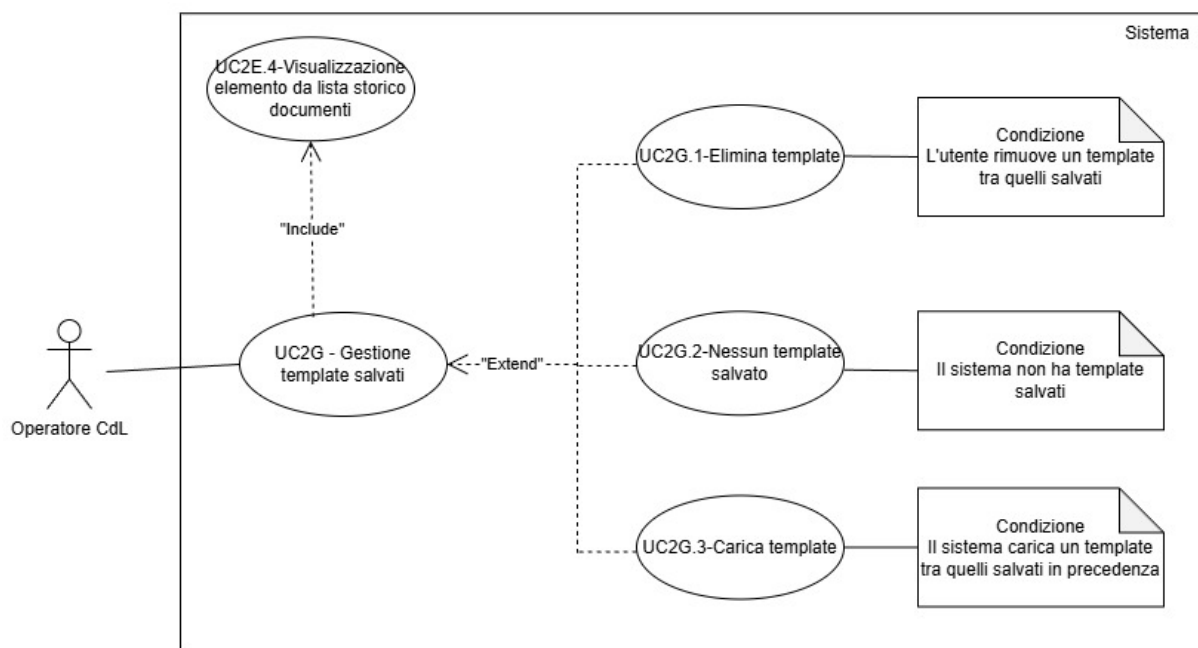 Sistema
UC2E.4-Visualizzazione
elemento da lista storico
documenti
UC2G.1-Elimina template
Condizione
L'utente rimuove un template
tra quelli salvati
"Include"
UC2G - Gestione
template salvati
"Extend"
UC2G.2-Nessun template
salvato
Condizione
Il sistema non ha template
salvati
Operatore CdL
UC2G.3-Carica template
Condizione
Il sistema carica un template
tra quelli salvati in precedenza